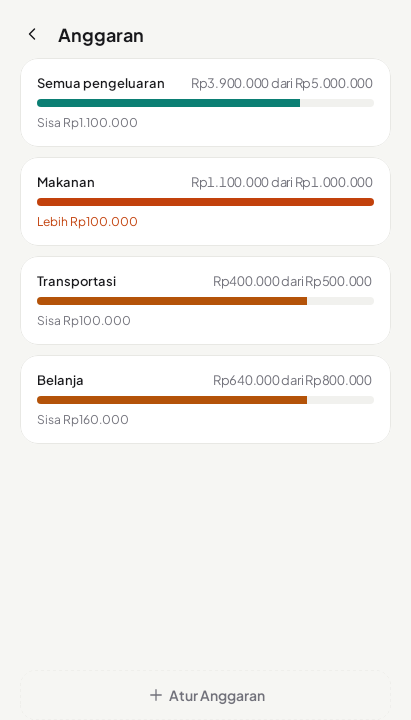 Anggaran
Semua pengeluaran Rp3.900.000 dari Rp5.000.000
Sisa Rp1.100.000
Makanan Rp1.100.000 dari Rp1.000.000
Lebih Rp100.000
Transportasi Rp400.000 dari Rp500.000
Sisa Rp100.000
Belanja Rp640.000 dari Rp800.000
Sisa Rp160.000
Atur Anggaran